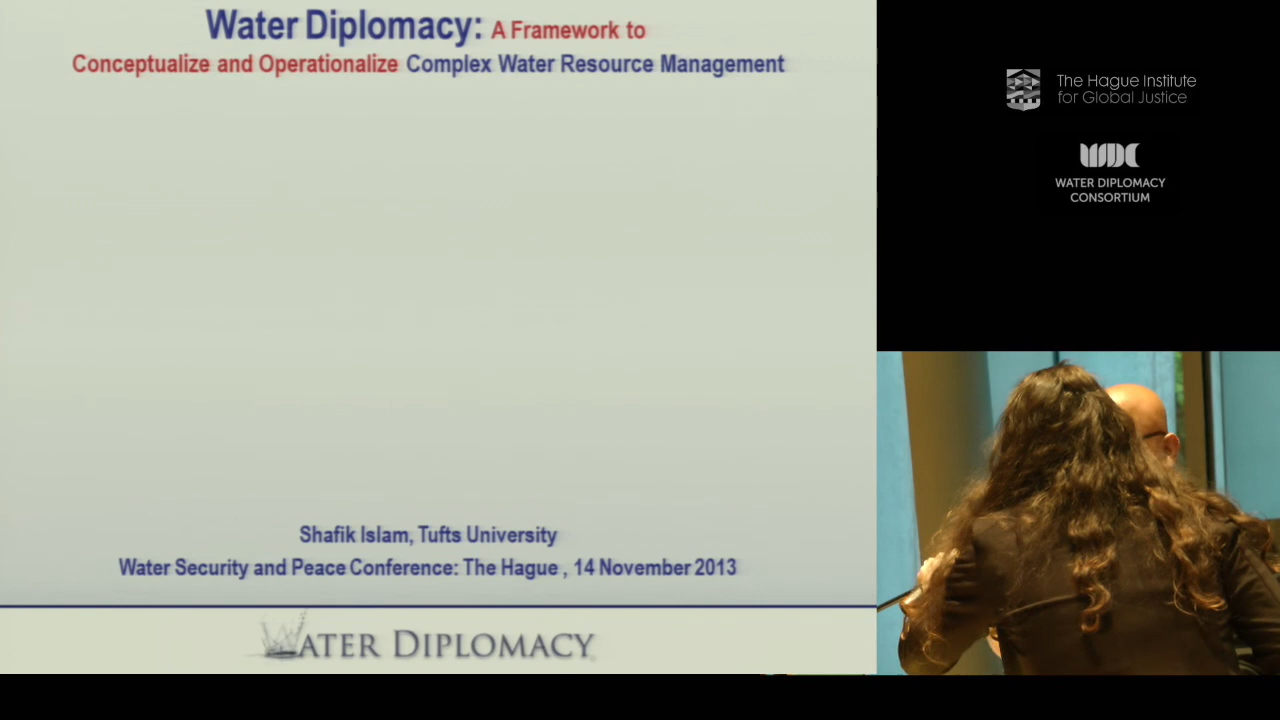 Water Diplomacy: A Framework to
Conceptualize and Operationalize Complex Water Resource Management
Shafik Islam, Tufts University
Water Security and Peace Conference: The Hague , 14 November 2013
WATER DIPLOMACY
The Hague Institute
for Global Justice
WDC
WATER DIPLOMACY
CONSORTIUM